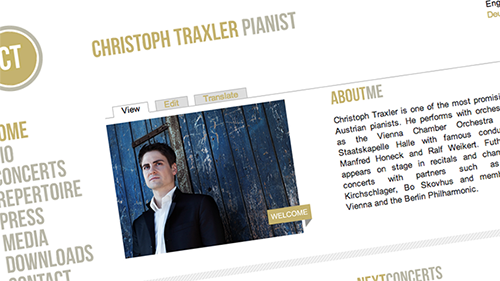 CT
CHRISTOPH TRAXLER PIANIST
Eng
Deu
View Edit Translate
OME
IO
ONCERTS
REPERTOIRE
PRESS
MEDIA
DOWNLOADS
CONTACT
WELCOME
ABOUTME
Christoph Traxler is one of the most promisi
Austrian pianists. He performs with orches
as the Vienna Chamber Orchestra
Staatskapelle Halle with famous conduc
Manfred Honeck and Ralf Weikert. Futh
appears on stage in recitals and cham
concerts with partners such as
Kirchschlager, Bo Skovhus and memb
Vienna and the Berlin Philharmonic.
NEXTCONCERTS